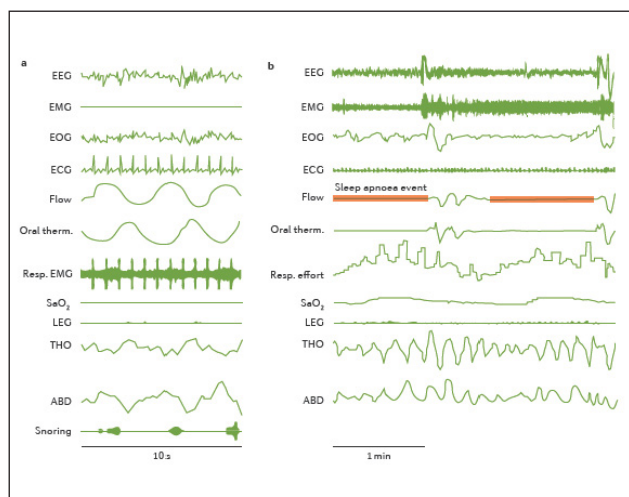 a
EEG
EMG
EOG
ECG
Flow
Oral therm.
Resp. EMG
SaO₂
LEG
THO
ABD
Snoring
10 s
b
EEG
EMG
EOG
ECG
Sleep apnoea event
Flow
Oral therm.
Resp. effort
SaO₂
LEG
THO
ABD
1 min